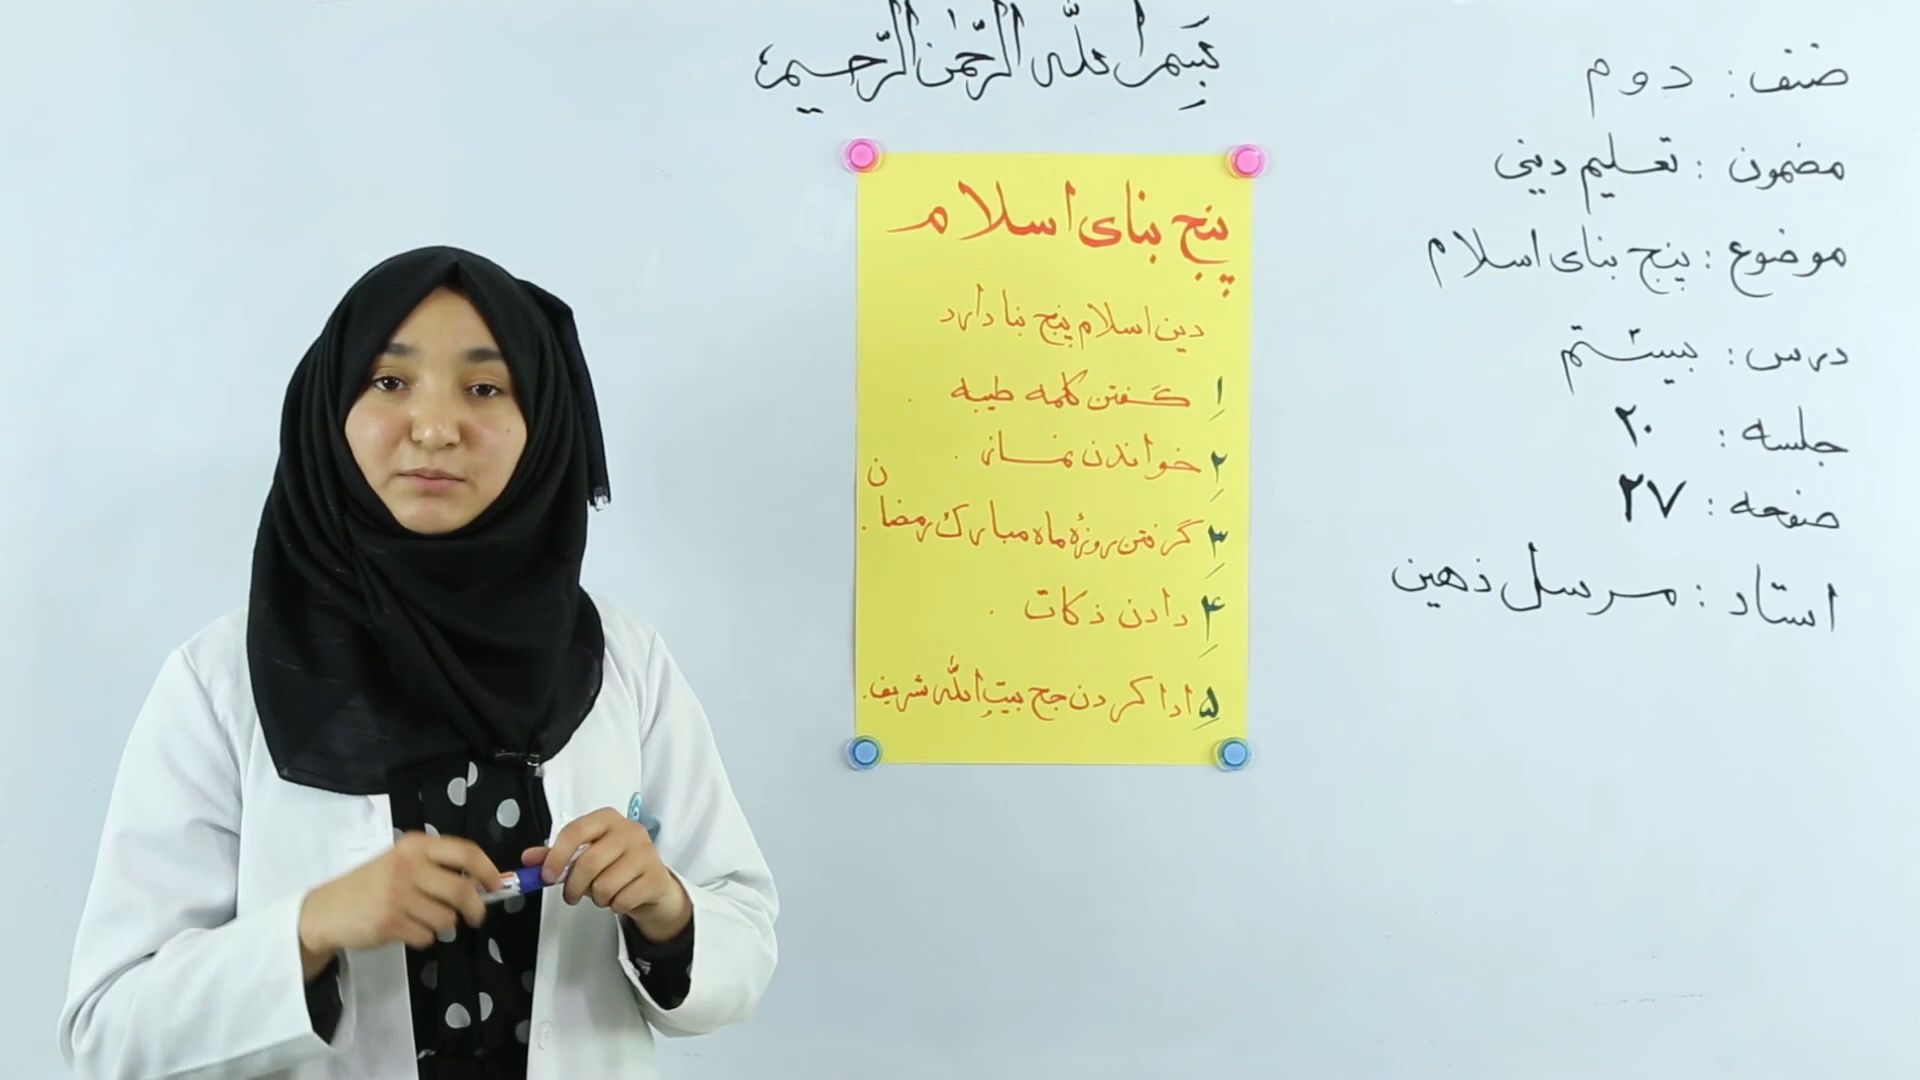 بسم الله الرحمن الرحیم
صنف : دوم
مضمون : تعلیم دینی
موضوع : پنج بنای اسلام
درس : بیستم
جلسه : ۲۰
صفحه : ۲۷
استاد : مرسل ذهین
پنج بنای اسلام
دین اسلام پنج بنا دارد
۱ گفتن کلمه طیبه .
۲ خواندن نماز .
۳ گرفتن روزهٔ ماه مبارک رمضان .
۴ دادن ذکات .
۵ ادا کردن حج بیت الله شریف .